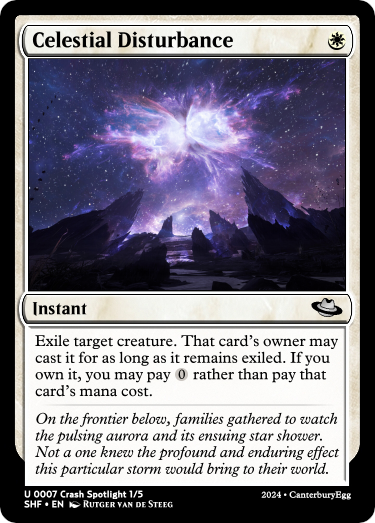 Celestial Disturbance
Instant
Exile target creature. That card's owner may
cast it for as long as it remains exiled. If you
own it, you may pay 0 rather than pay that
card's mana cost.
On the frontier below, families gathered to watch
the pulsing aurora and its ensuing star shower.
Not a one knew the profound and enduring effect
this particular storm would bring to their world.
U 0007 Crash Spotlight 1/5
SHF • EN Rutger van de Steeg
2024 • CanterburyEgg